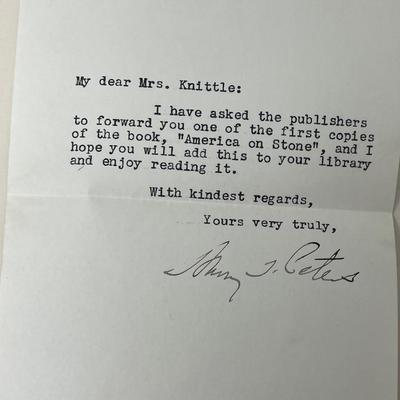 My dear Mrs. Knittle:
I have asked the publishers
to forward you one of the first copies
of the book, "America on Stone", and I
hope you will add this to your library
and enjoy reading it.
With kindest regards,
Yours very truly,
Harry T. Peters